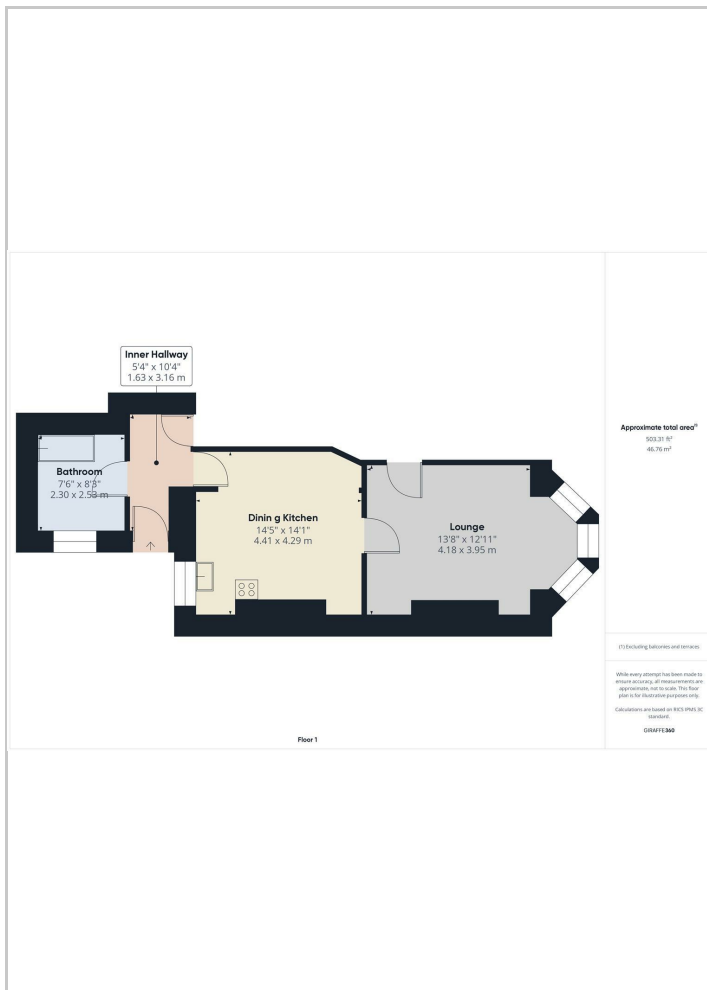 Inner Hallway
5'4" x 10'4"
1.63 x 3.16 m
Bathroom
7'6" x 8'3"
2.30 x 2.53 m
Dinin g Kitchen
14'5" x 14'1"
4.41 x 4.29 m
Lounge
13'8" x 12'11"
4.18 x 3.95 m
Floor 1
Approximate total area(1)
503.31 ft²
46.76 m²
(1) Excluding balconies and terraces.
While every attempt has been made to
ensure accuracy, all measurements are
approximate, not to scale. This floor
plan is for illustrative purposes only.
Calculations are based on RICS IPMS 3C
standard.
GIRAFFE360